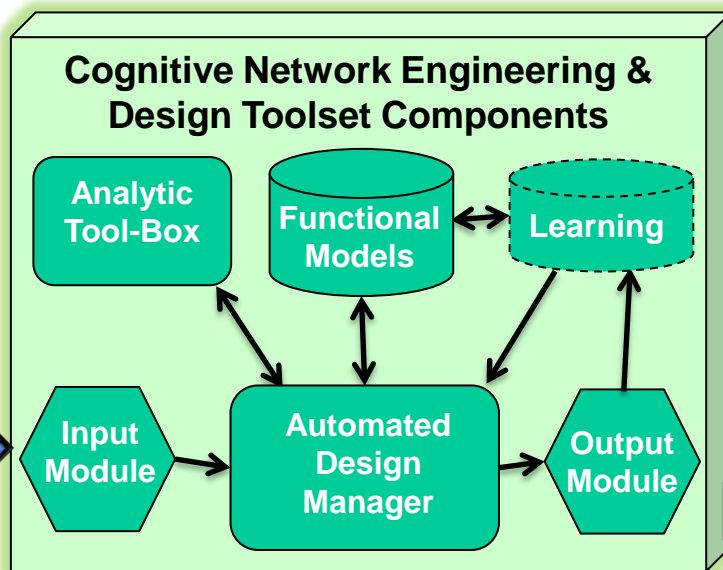 Cognitive Network Engineering &
Design Toolset Components
Analytic
Tool-Box
Functional
Models
Learning
Input
Module
Automated
Design
Manager
Output
Module